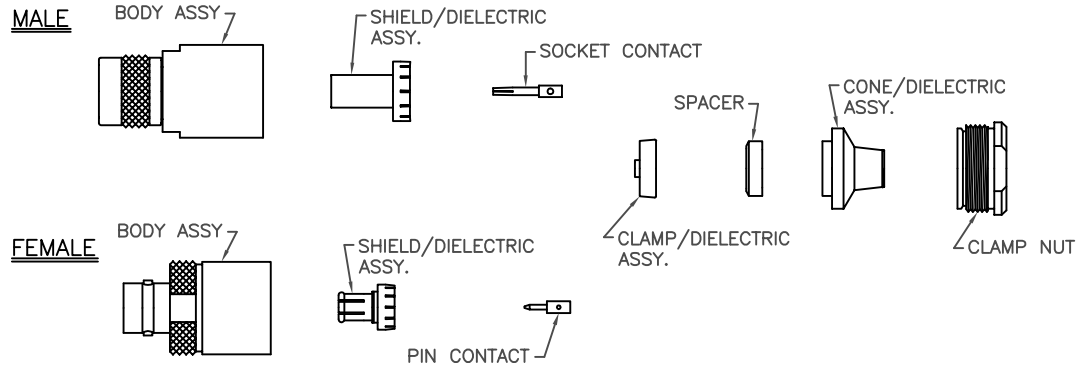 MALE
BODY ASSY
SHIELD/DIELECTRIC
ASSY.
SOCKET CONTACT
SPACER
CONE/DIELECTRIC
ASSY.
CLAMP/DIELECTRIC
ASSY.
CLAMP NUT
FEMALE
BODY ASSY
SHIELD/DIELECTRIC
ASSY.
PIN CONTACT